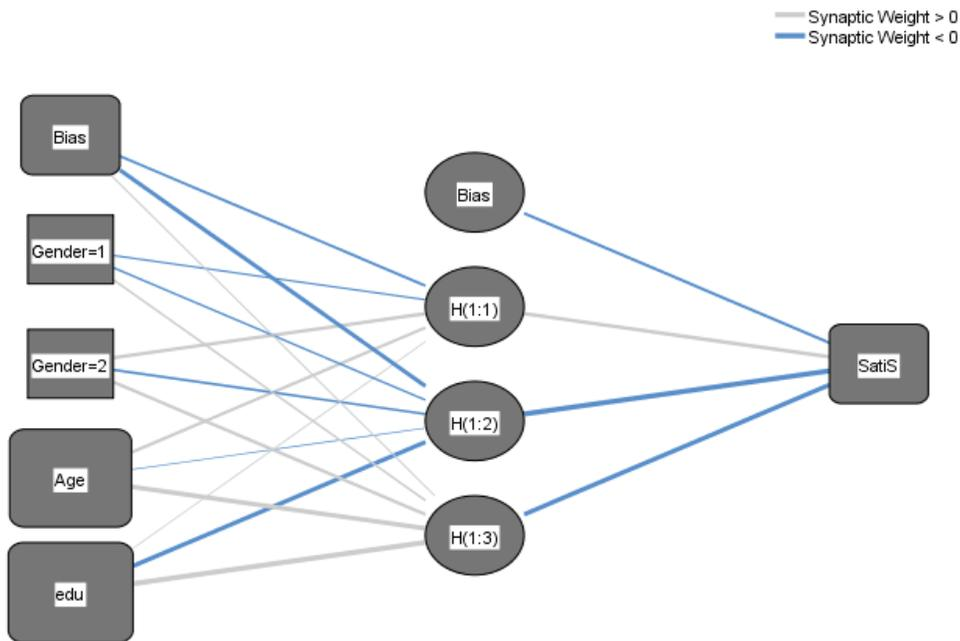 Synaptic Weight > 0
Synaptic Weight < 0
Bias
Gender=1
Gender=2
Age
edu
Bias
H(1:1)
H(1:2)
H(1:3)
SatiS